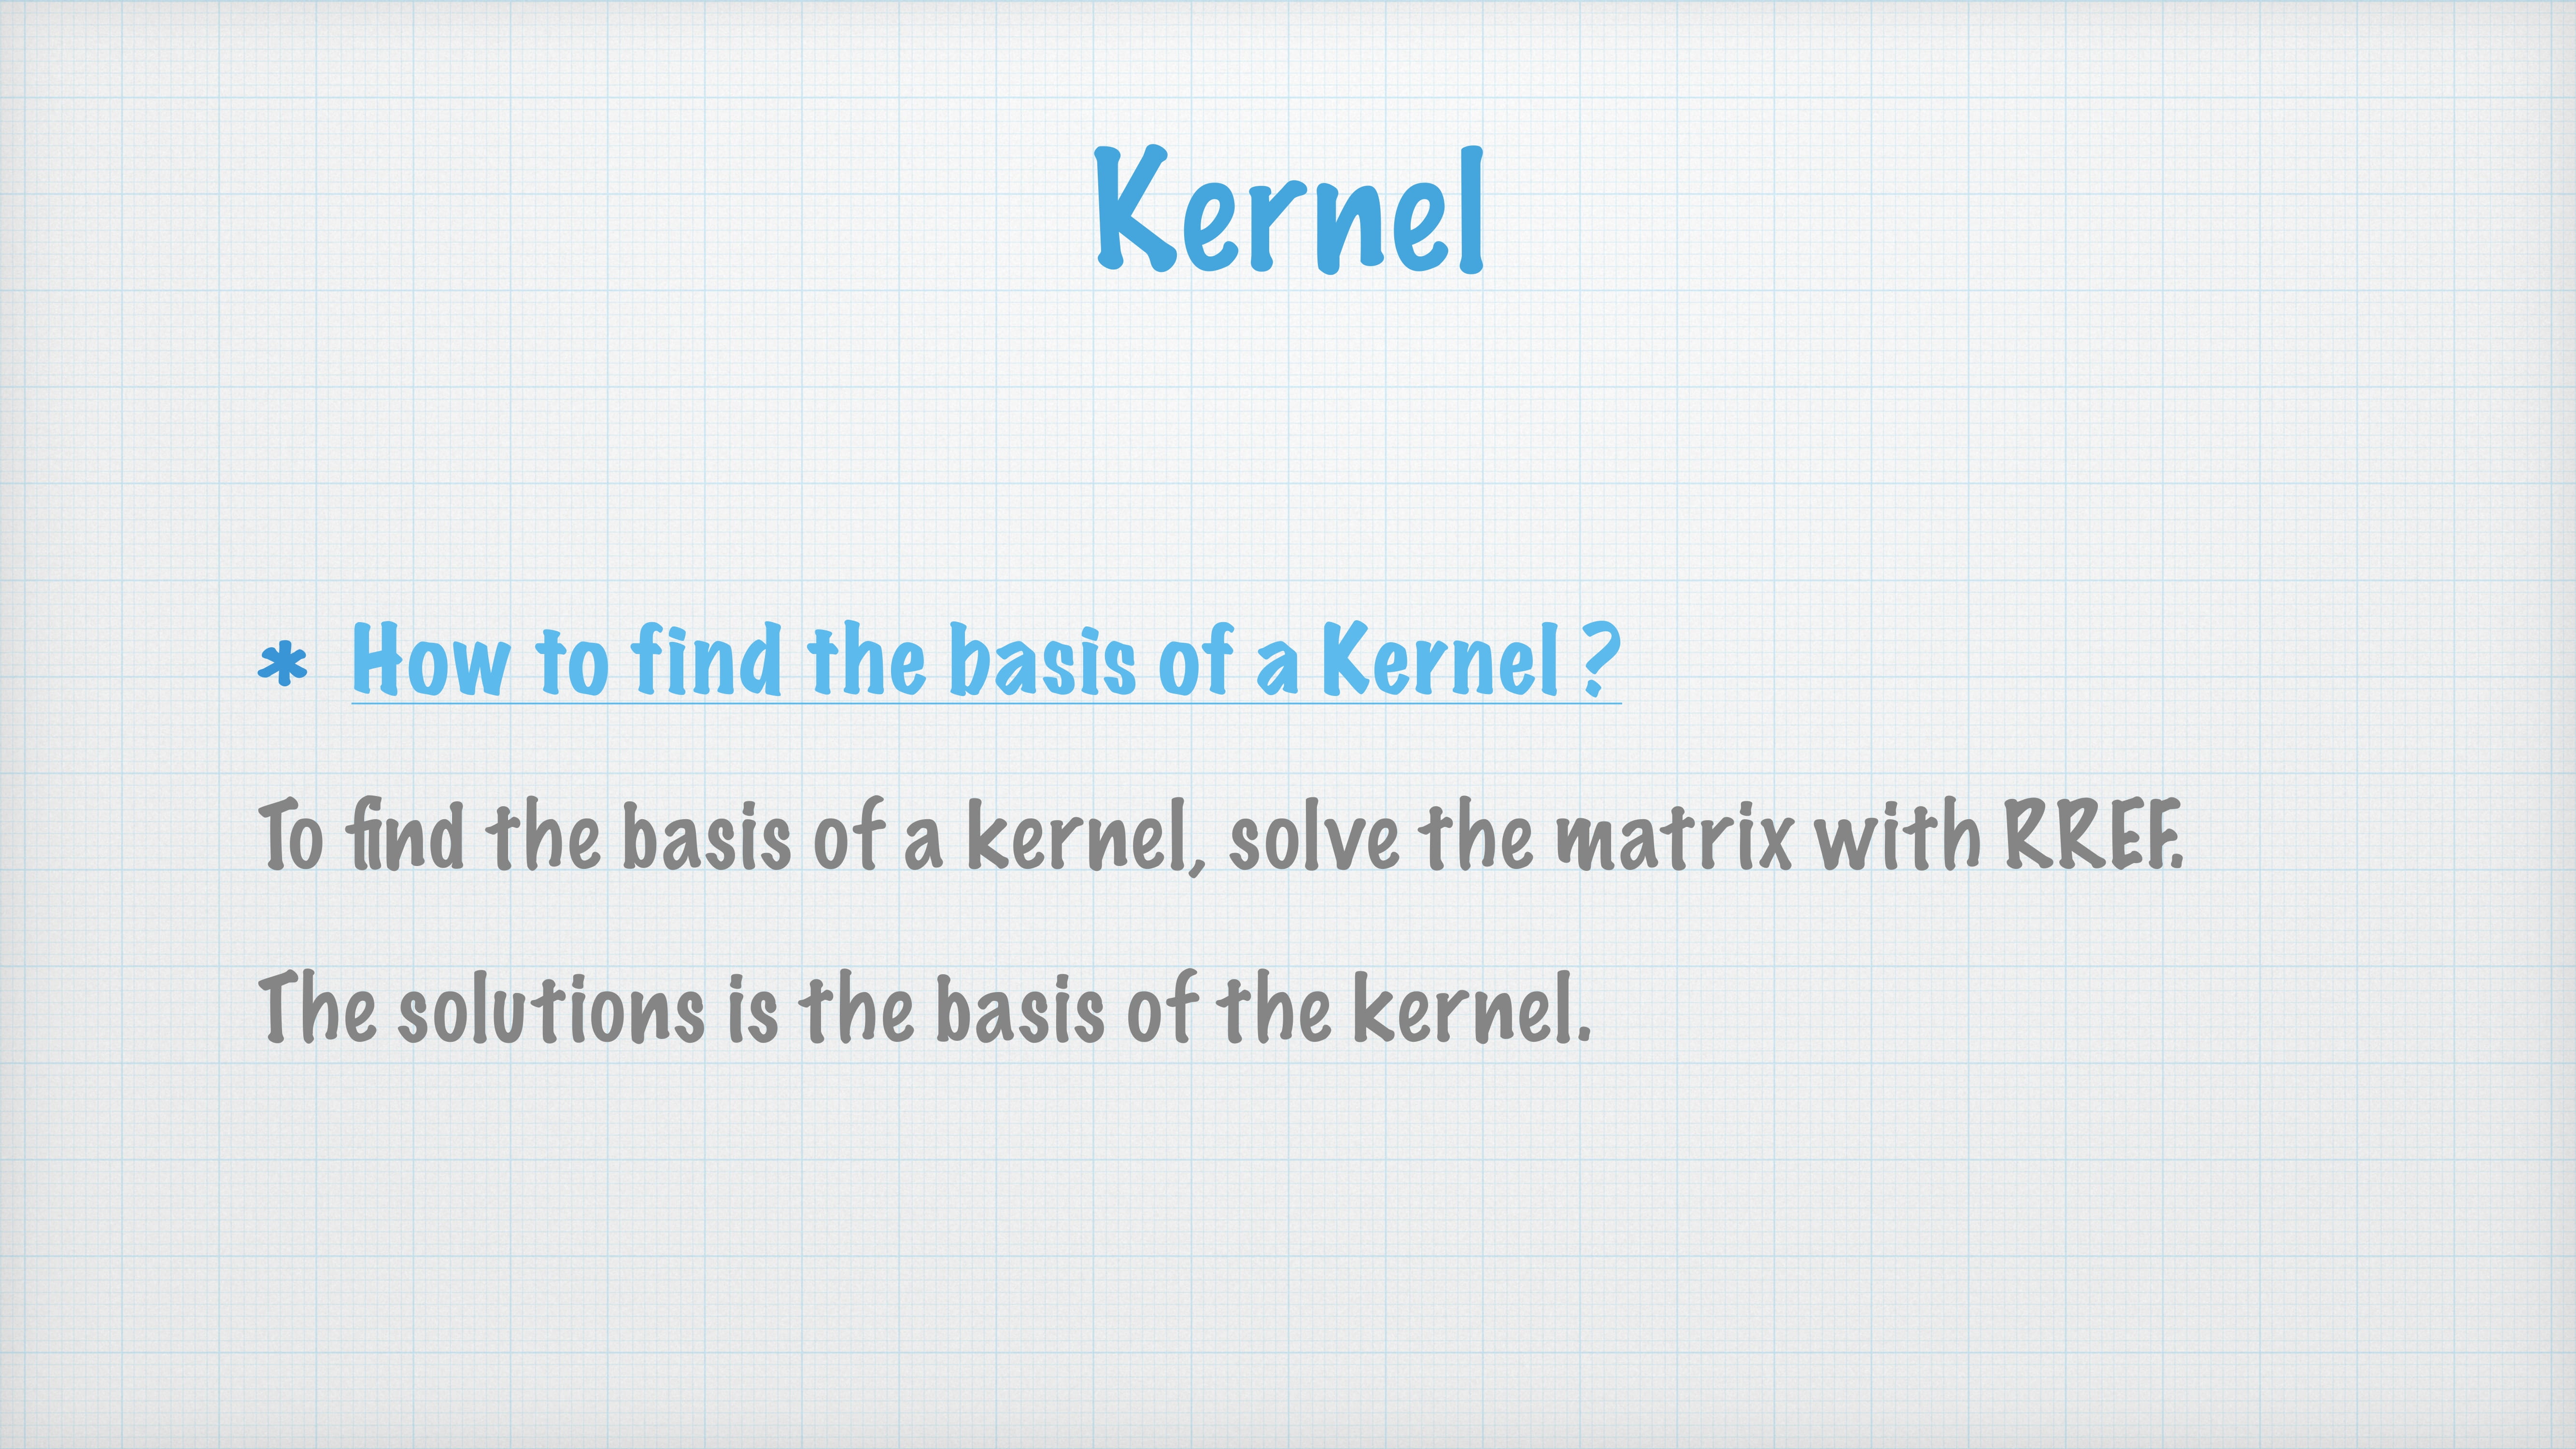 Kernel
* How to find the basis of a Kernel ?
To find the basis of a kernel, solve the matrix with RREF.
The solutions is the basis of the kernel.